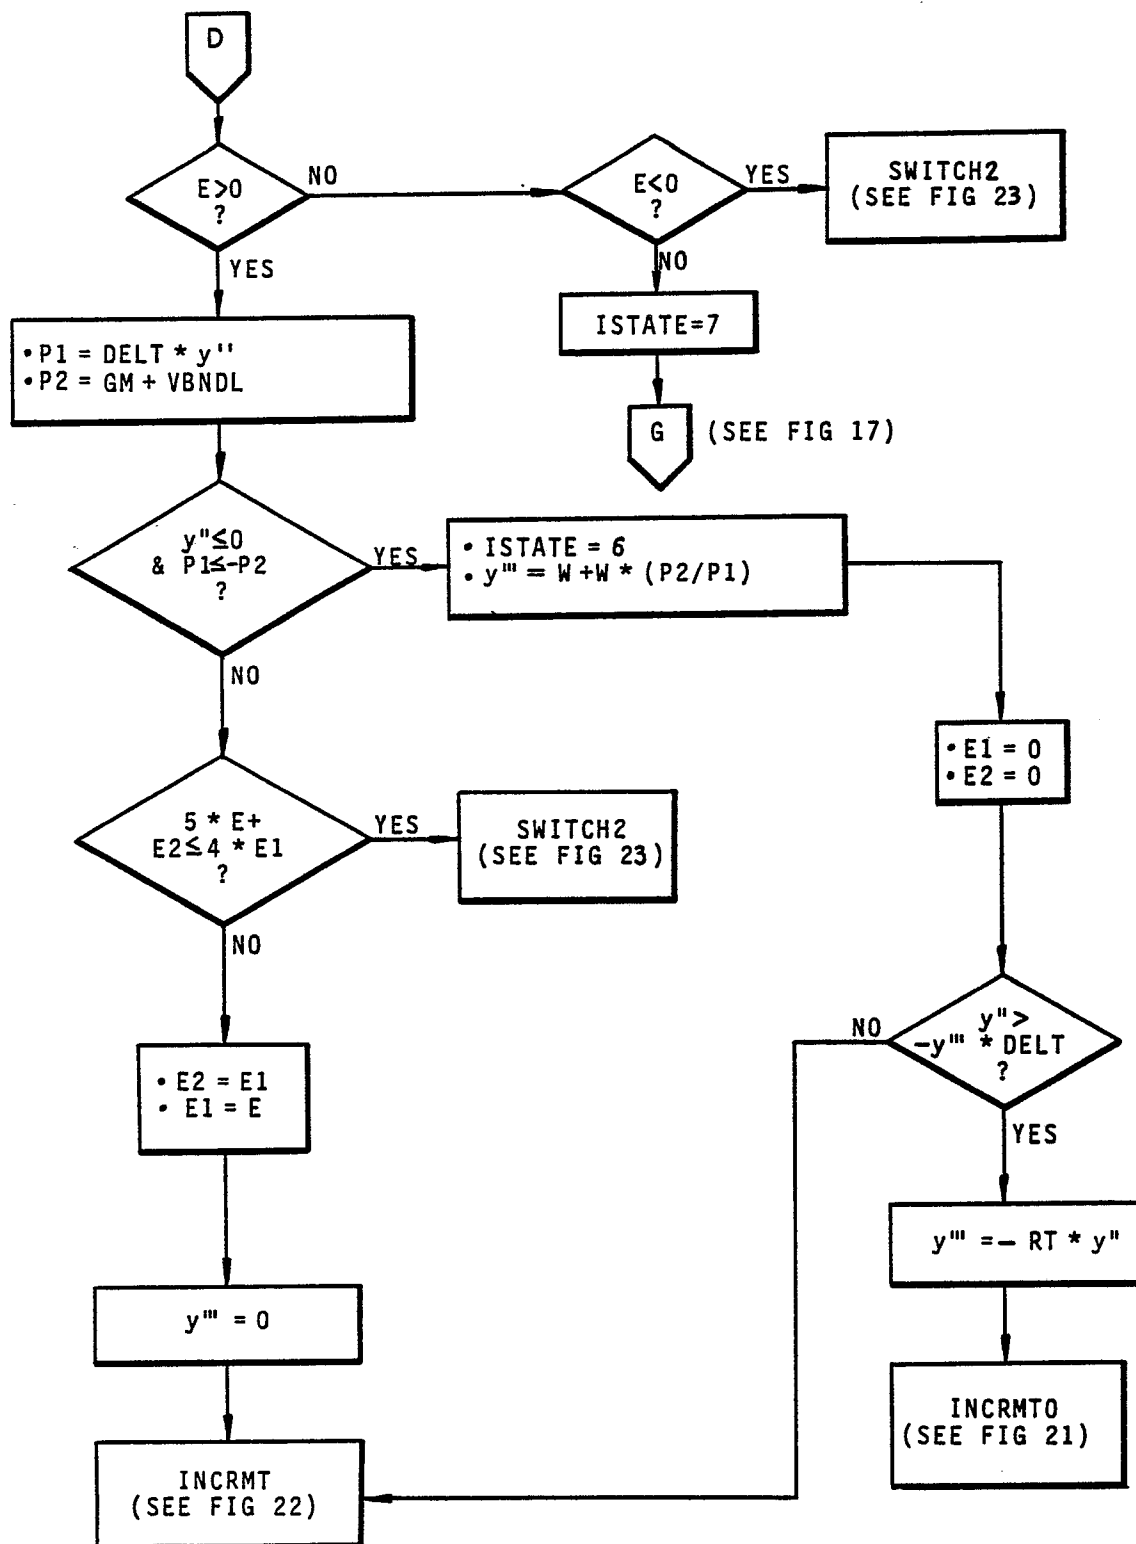 D
E>0
?
NO
YES
E<0
?
YES
NO
SWITCH2
(SEE FIG 23)
ISTATE=7
G
(SEE FIG 17)
•P1 = DELT * y''
•P2 = GM + VBNDL
y''≤0
& P1≤-P2
?
YES
NO
• ISTATE = 6
• y''' = W +W * (P2/P1)
• E1 = 0
• E2 = 0
5 * E+
E2≤4 * E1
?
YES
NO
SWITCH2
(SEE FIG 23)
y'' >
-y''' * DELT
?
NO
YES
• E2 = E1
• E1 = E
y''' = - RT * y''
y''' = 0
INCRMTO
(SEE FIG 21)
INCRMT
(SEE FIG 22)